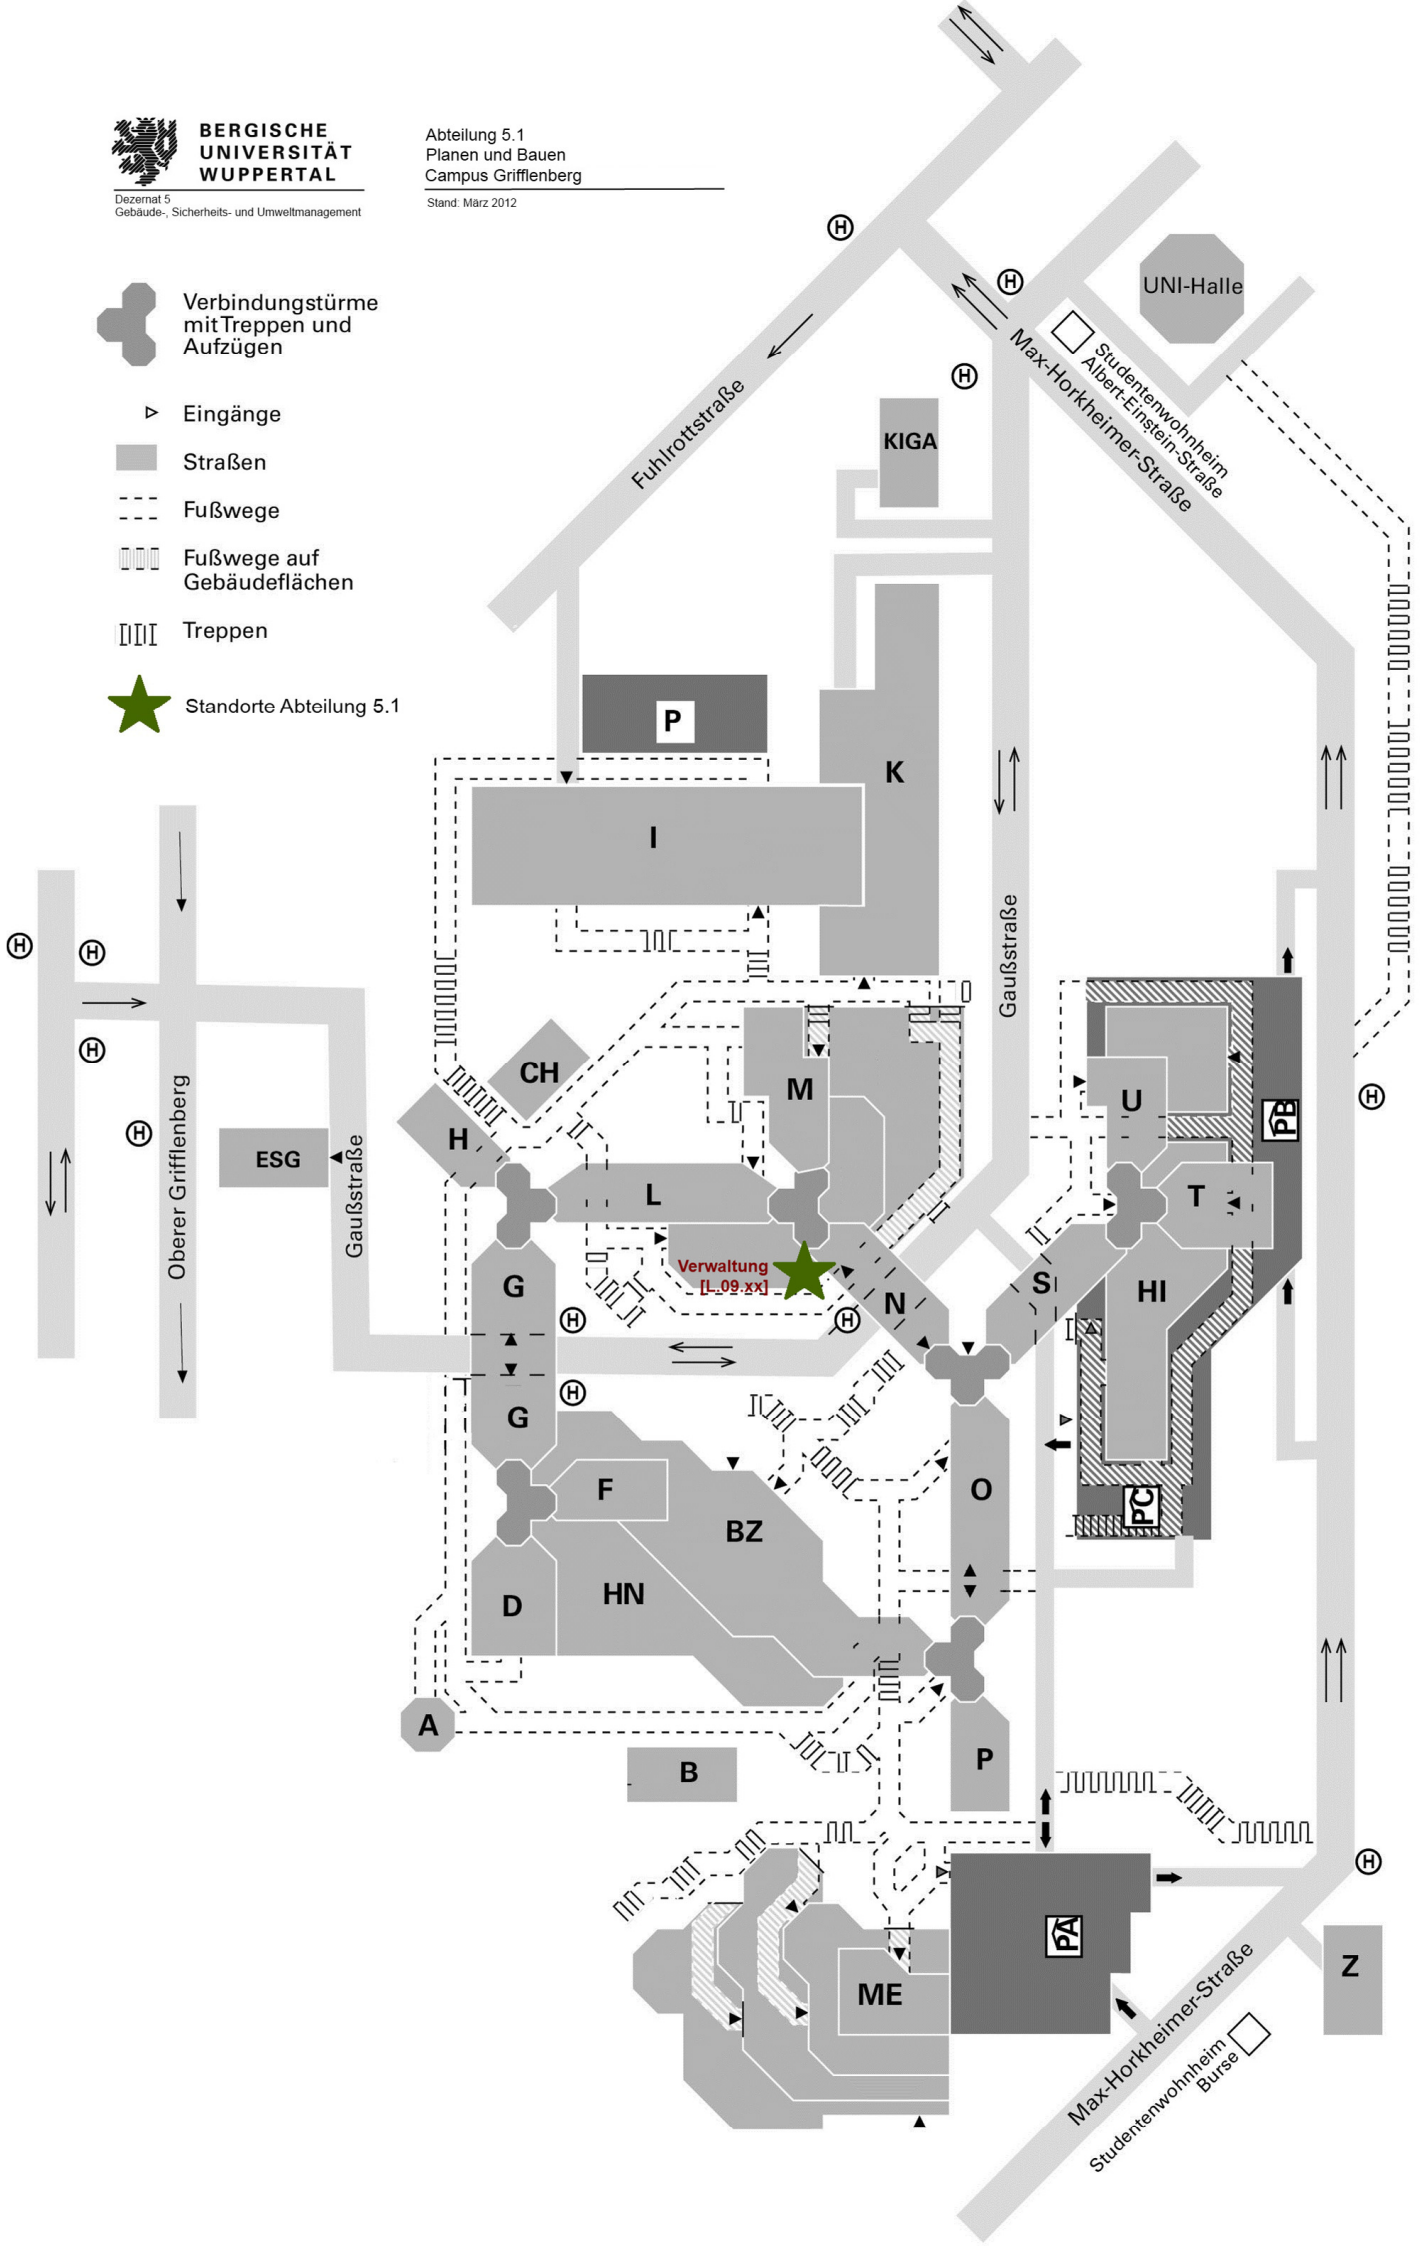 BERGISCHE
UNIVERSITÄT
WUPPERTAL
Dezernat 5
Gebäude-, Sicherheits- und Umweltmanagement
Abteilung 5.1
Planen und Bauen
Campus Grifflenberg
Stand: März 2012
Verbindungstürme
mit Treppen und
Aufzügen
Eingänge
Straßen
Fußwege
Fußwege auf
Gebäudeflächen
Treppen
Standorte Abteilung 5.1
H
H
UNI-Halle
Studentenwohnheim
Albert-Einstein-Straße
Max-Horkheimer-Straße
H
Fuhlrottstraße
KIGA
P
K
I
Gaußstraße
H
H
H
H
Oberer Grifflenberg
ESG
Gaußstraße
CH
H
M
U
PB
H
L
T
G
Verwaltung
[L.09.xx]
N
S
HI
H
H
H
G
F
O
PC
BZ
D
HN
A
B
P
H
PA
ME
Z
Max-Horkheimer-Straße
Studentenwohnheim
Burse